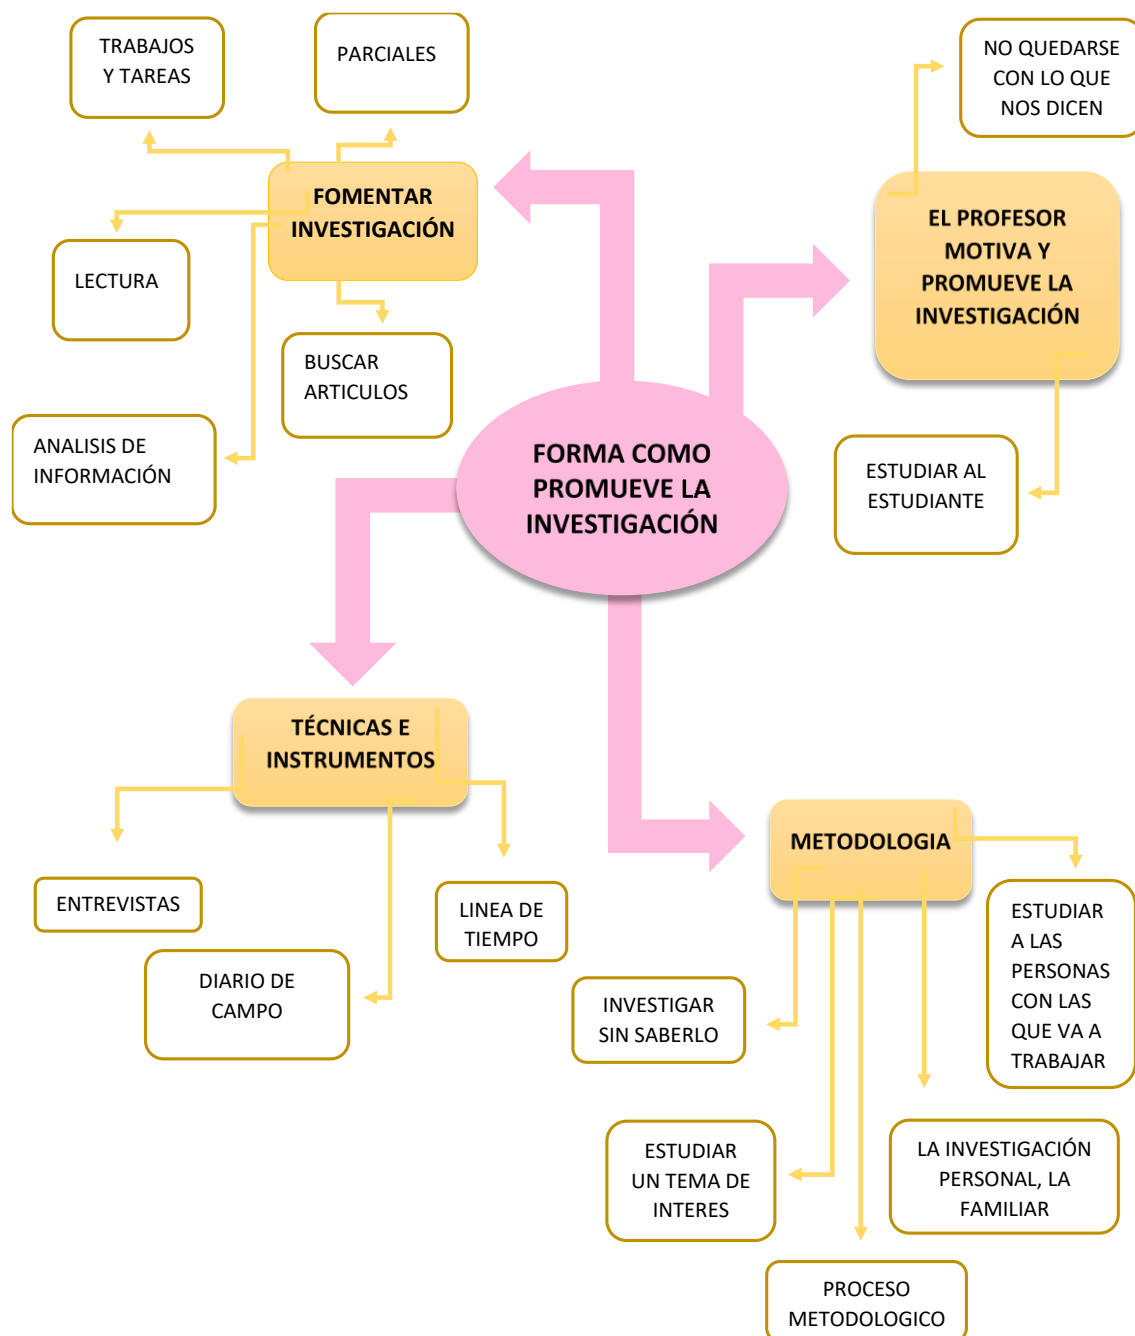 TRABAJOS
Y TAREAS
PARCIALES
NO QUEDARSE
CON LO QUE
NOS DICEN
FOMENTAR
INVESTIGACIÓN
EL PROFESOR
MOTIVA Y
PROMUEVE LA
INVESTIGACIÓN
LECTURA
BUSCAR
ARTICULOS
ANALISIS DE
INFORMACIÓN
FORMA COMO
PROMUEVE LA
INVESTIGACIÓN
ESTUDIAR AL
ESTUDIANTE
TÉCNICAS E
INSTRUMENTOS
METODOLOGIA
ENTREVISTAS
LINEA DE
TIEMPO
DIARIO DE
CAMPO
ESTUDIAR
A LAS
PERSONAS
CON LAS
QUE VA A
TRABAJAR
INVESTIGAR
SIN SABERLO
ESTUDIAR
UN TEMA DE
INTERES
LA INVESTIGACIÓN
PERSONAL, LA
FAMILIAR
PROCESO
METODOLOGICO